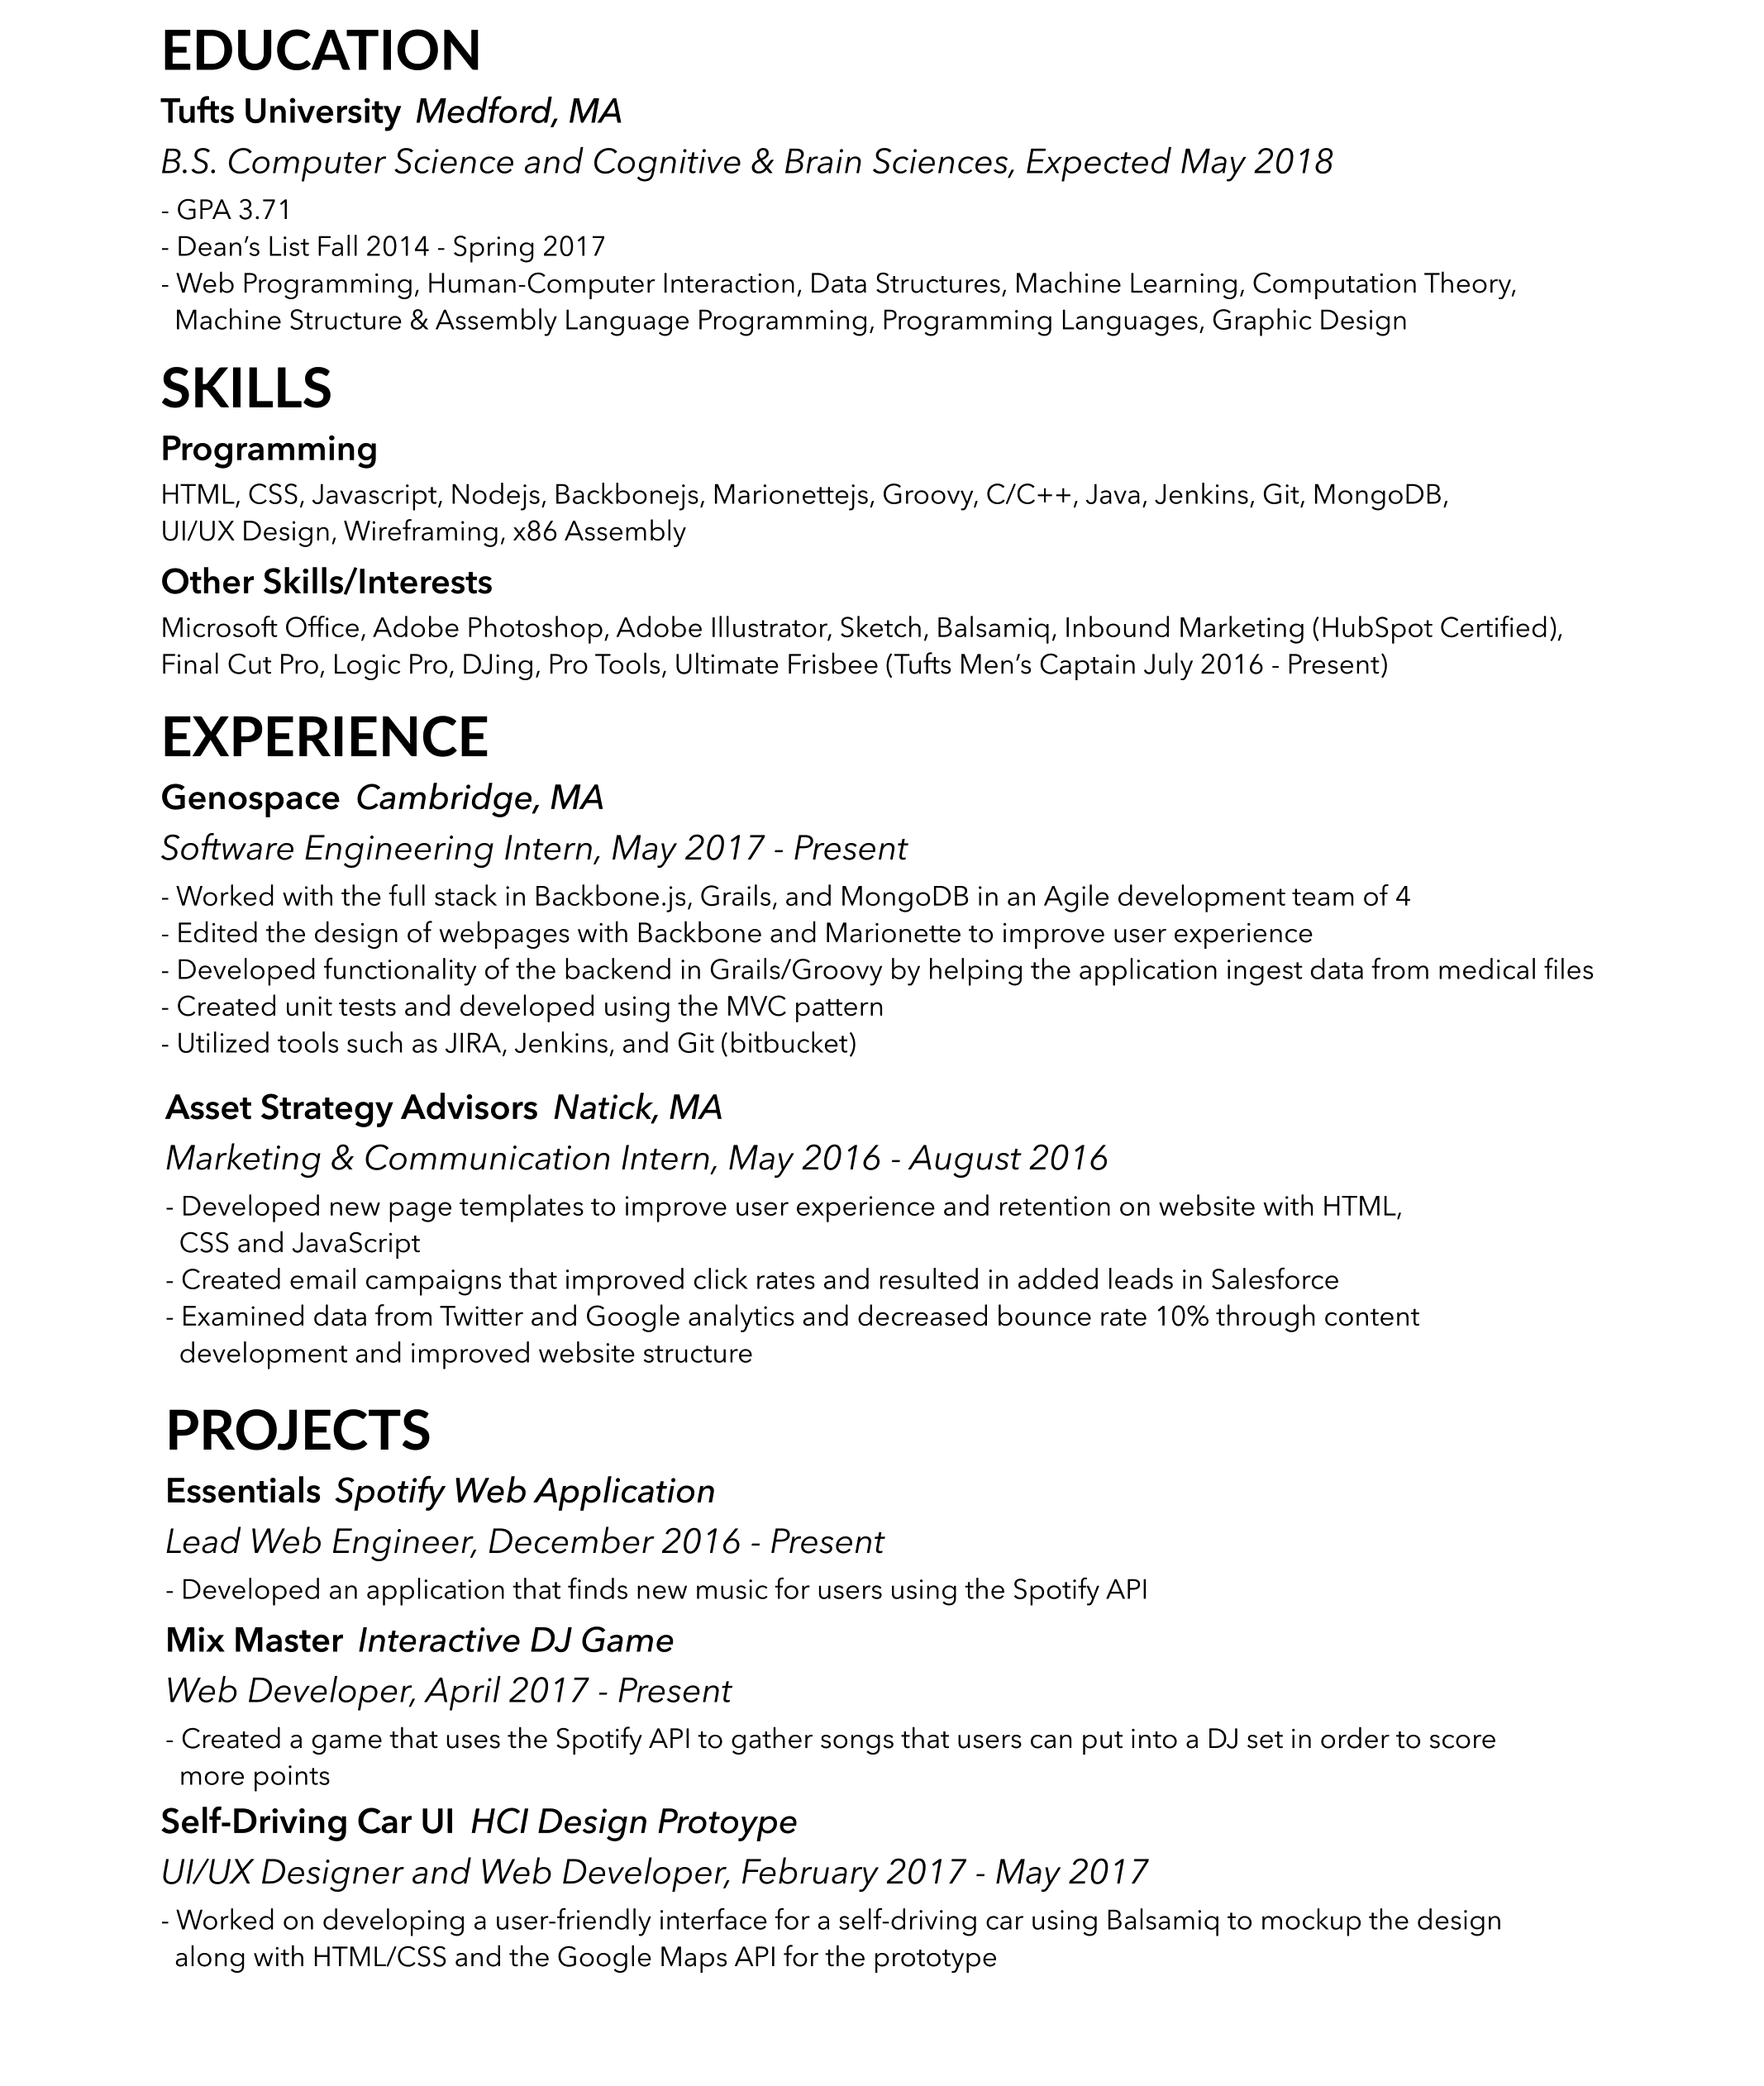 EDUCATION
Tufts University Medford, MA
B.S. Computer Science and Cognitive & Brain Sciences, Expected May 2018
- GPA 3.71
- Dean’s List Fall 2014 - Spring 2017
- Web Programming, Human-Computer Interaction, Data Structures, Machine Learning, Computation Theory,
Machine Structure & Assembly Language Programming, Programming Languages, Graphic Design
SKILLS
Programming
HTML, CSS, Javascript, Nodejs, Backbonejs, Marionettejs, Groovy, C/C++, Java, Jenkins, Git, MongoDB,
UI/UX Design, Wireframing, x86 Assembly
Other Skills/Interests
Microsoft Office, Adobe Photoshop, Adobe Illustrator, Sketch, Balsamiq, Inbound Marketing (HubSpot Certified),
Final Cut Pro, Logic Pro, DJing, Pro Tools, Ultimate Frisbee (Tufts Men’s Captain July 2016 - Present)
EXPERIENCE
Genospace Cambridge, MA
Software Engineering Intern, May 2017 - Present
- Worked with the full stack in Backbone.js, Grails, and MongoDB in an Agile development team of 4
- Edited the design of webpages with Backbone and Marionette to improve user experience
- Developed functionality of the backend in Grails/Groovy by helping the application ingest data from medical files
- Created unit tests and developed using the MVC pattern
- Utilized tools such as JIRA, Jenkins, and Git (bitbucket)
Asset Strategy Advisors Natick, MA
Marketing & Communication Intern, May 2016 - August 2016
- Developed new page templates to improve user experience and retention on website with HTML,
CSS and JavaScript
- Created email campaigns that improved click rates and resulted in added leads in Salesforce
- Examined data from Twitter and Google analytics and decreased bounce rate 10% through content
development and improved website structure
PROJECTS
Essentials Spotify Web Application
Lead Web Engineer, December 2016 - Present
- Developed an application that finds new music for users using the Spotify API
Mix Master Interactive DJ Game
Web Developer, April 2017 - Present
- Created a game that uses the Spotify API to gather songs that users can put into a DJ set in order to score
more points
Self-Driving Car UI HCI Design Protoype
UI/UX Designer and Web Developer, February 2017 - May 2017
- Worked on developing a user-friendly interface for a self-driving car using Balsamiq to mockup the design
along with HTML/CSS and the Google Maps API for the prototype